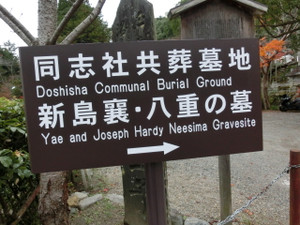 同志社共葬墓地
Doshisha Communal Burial Ground
新島襄・八重の墓
Yae and Joseph Hardy Neesima Gravesite